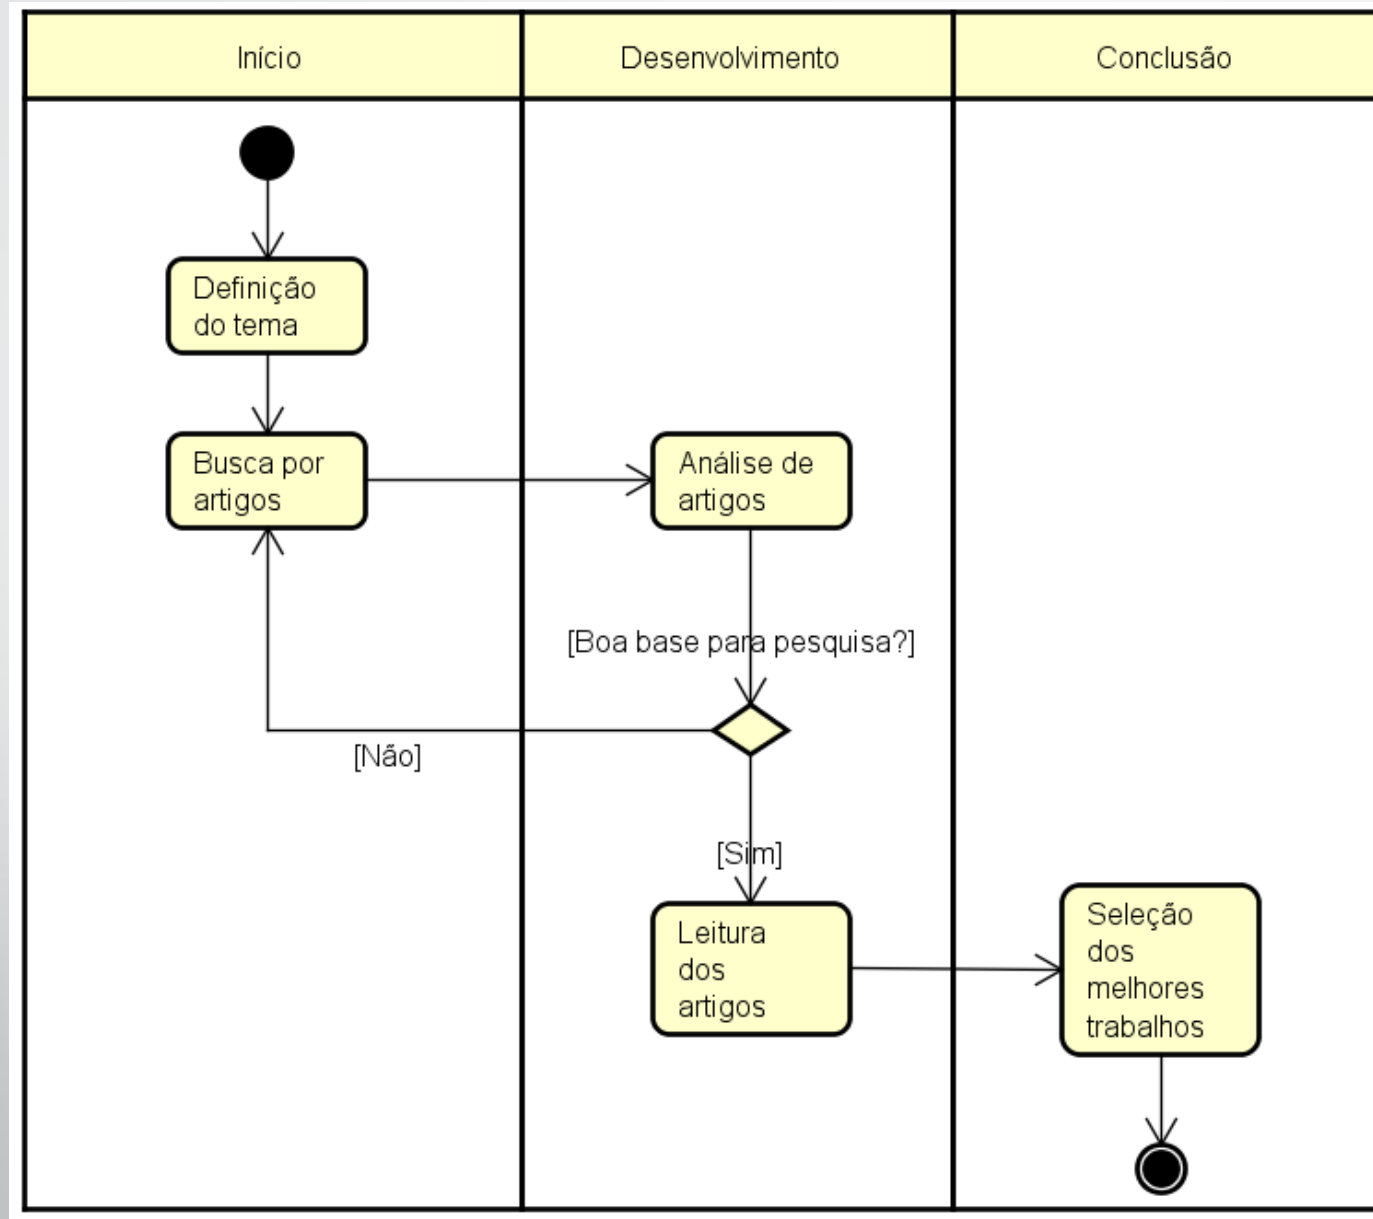 Início
Desenvolvimento
Conclusão
Definição
do tema
Busca por
artigos
Análise de
artigos
[Boa base para pesquisa?]
[Não]
[Sim]
Leitura
dos
artigos
Seleção
dos
melhores
trabalhos